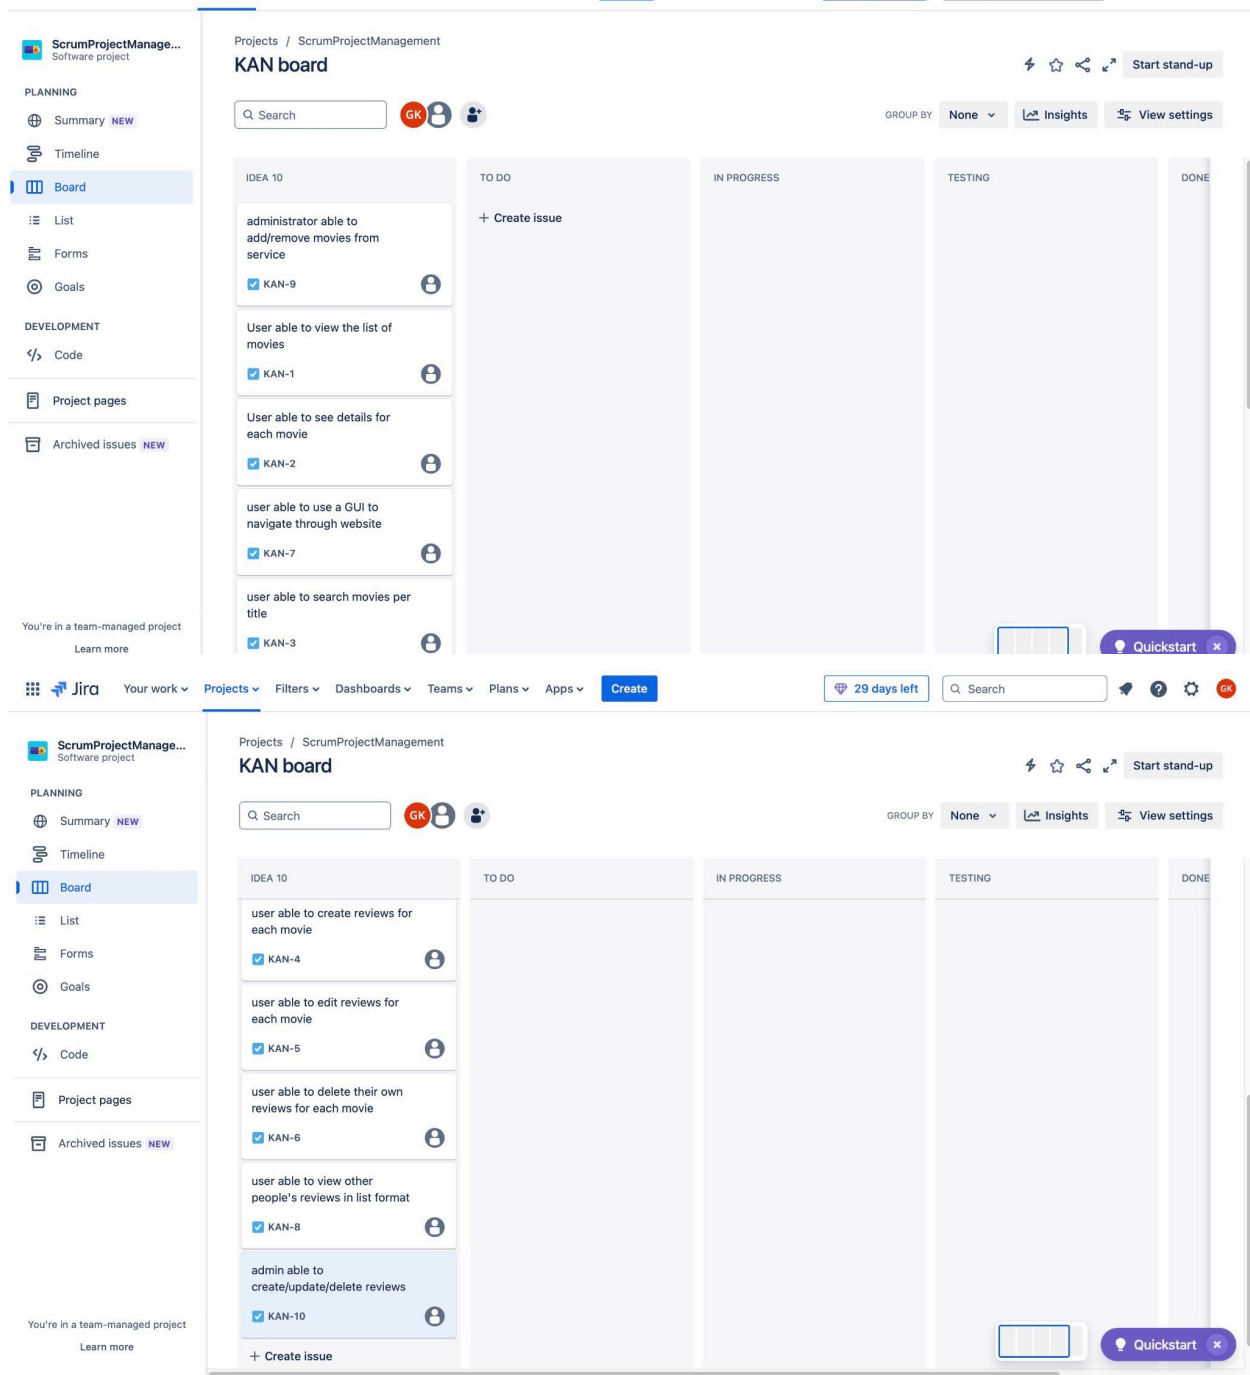 ScrumProjectManage...
Software project
PLANNING
Summary NEW
Timeline
Board
List
Forms
Goals
DEVELOPMENT
Code
Project pages
Archived issues NEW
You're in a team-managed project
Learn more
Projects / ScrumProjectManagement
KAN board
Start stand-up
Search
GK
GROUP BY None
Insights
View settings
IDEA 10
TO DO
IN PROGRESS
TESTING
DONE
administrator able to
add/remove movies from
service
KAN-9
User able to view the list of
movies
KAN-1
User able to see details for
each movie
KAN-2
user able to use a GUI to
navigate through website
KAN-7
user able to search movies per
title
KAN-3
+ Create issue
Quickstart
Jira
Your work
Projects
Filters
Dashboards
Teams
Plans
Apps
Create
29 days left
Search
GK
ScrumProjectManage...
Software project
PLANNING
Summary NEW
Timeline
Board
List
Forms
Goals
DEVELOPMENT
Code
Project pages
Archived issues NEW
You're in a team-managed project
Learn more
Projects / ScrumProjectManagement
KAN board
Start stand-up
Search
GK
GROUP BY None
Insights
View settings
IDEA 10
TO DO
IN PROGRESS
TESTING
DONE
user able to create reviews for
each movie
KAN-4
user able to edit reviews for
each movie
KAN-5
user able to delete their own
reviews for each movie
KAN-6
user able to view other
people's reviews in list format
KAN-8
admin able to
create/update/delete reviews
KAN-10
+ Create issue
Quickstart